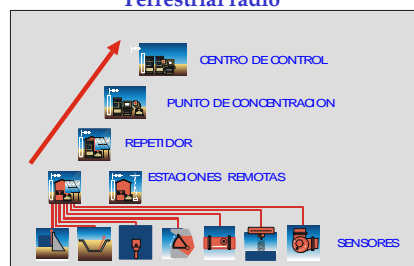 Terrestrial radio
CENTRO DE CONTROL
PUNTO DE CONCENTRACION
REPETIDOR
ESTACIONES REMOTAS
SENSORES